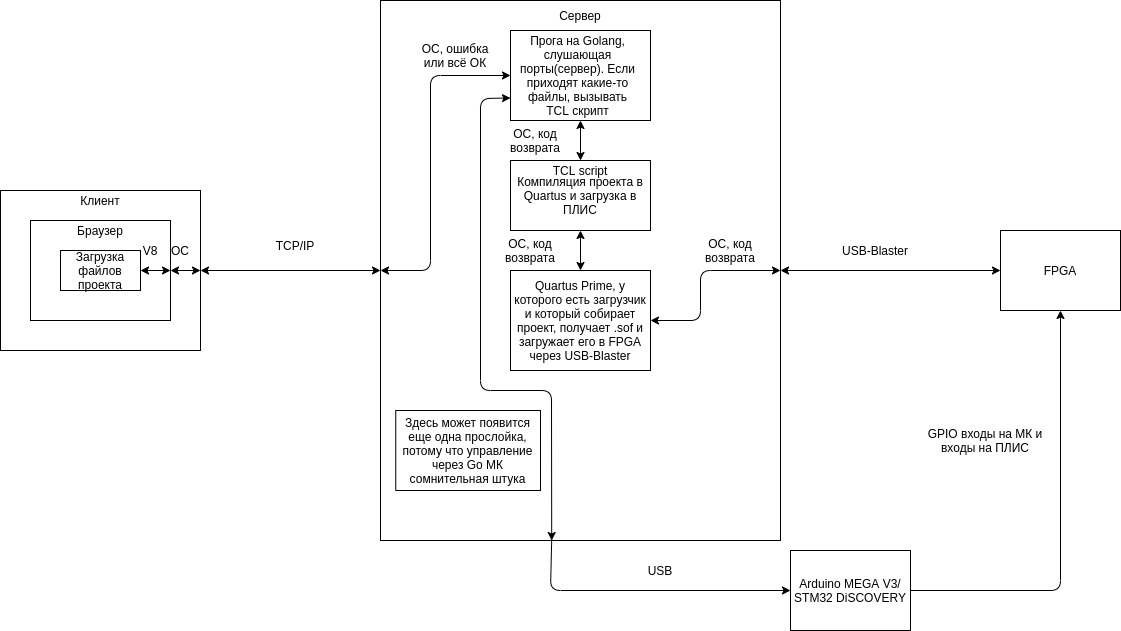 Сервер
ОС, ошибка
или всё ОК
Прога на Golang,
слушающая
порты(сервер). Если
приходят какие-то
файлы, вызывать
TCL скрипт
ОС, код
возврата
TCL script
Компиляция проекта в
Quartus и загрузка в
ПЛИС
Клиент
Браузер
Загрузка
файлов
проекта
V8
ОС
TCP/IP
ОС, код
возврата
ОС, код
возврата
USB-Blaster
FPGA
Quartus Prime, у
которого есть загрузчик
и который собирает
проект, получает .sof и
загружает его в FPGA
через USB-Blaster
Здесь может появится
еще одна прослойка,
потому что управление
через Go МК
сомнительная штука
GPIO входы на МК и
входы на ПЛИС
USB
Arduino MEGA V3/
STM32 DiSCOVERY